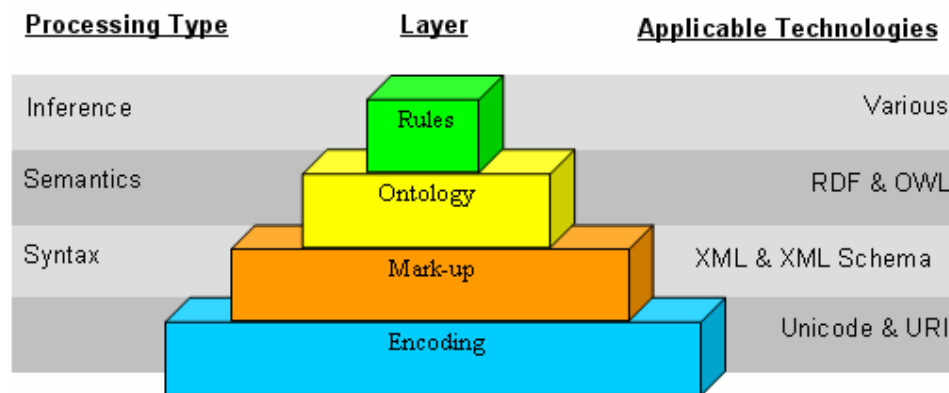 Processing Type Layer Applicable Technologies
Inference Rules Various
Semantics Ontology RDF & OWL
Syntax Mark-up XML & XML Schema
Encoding Unicode & URI